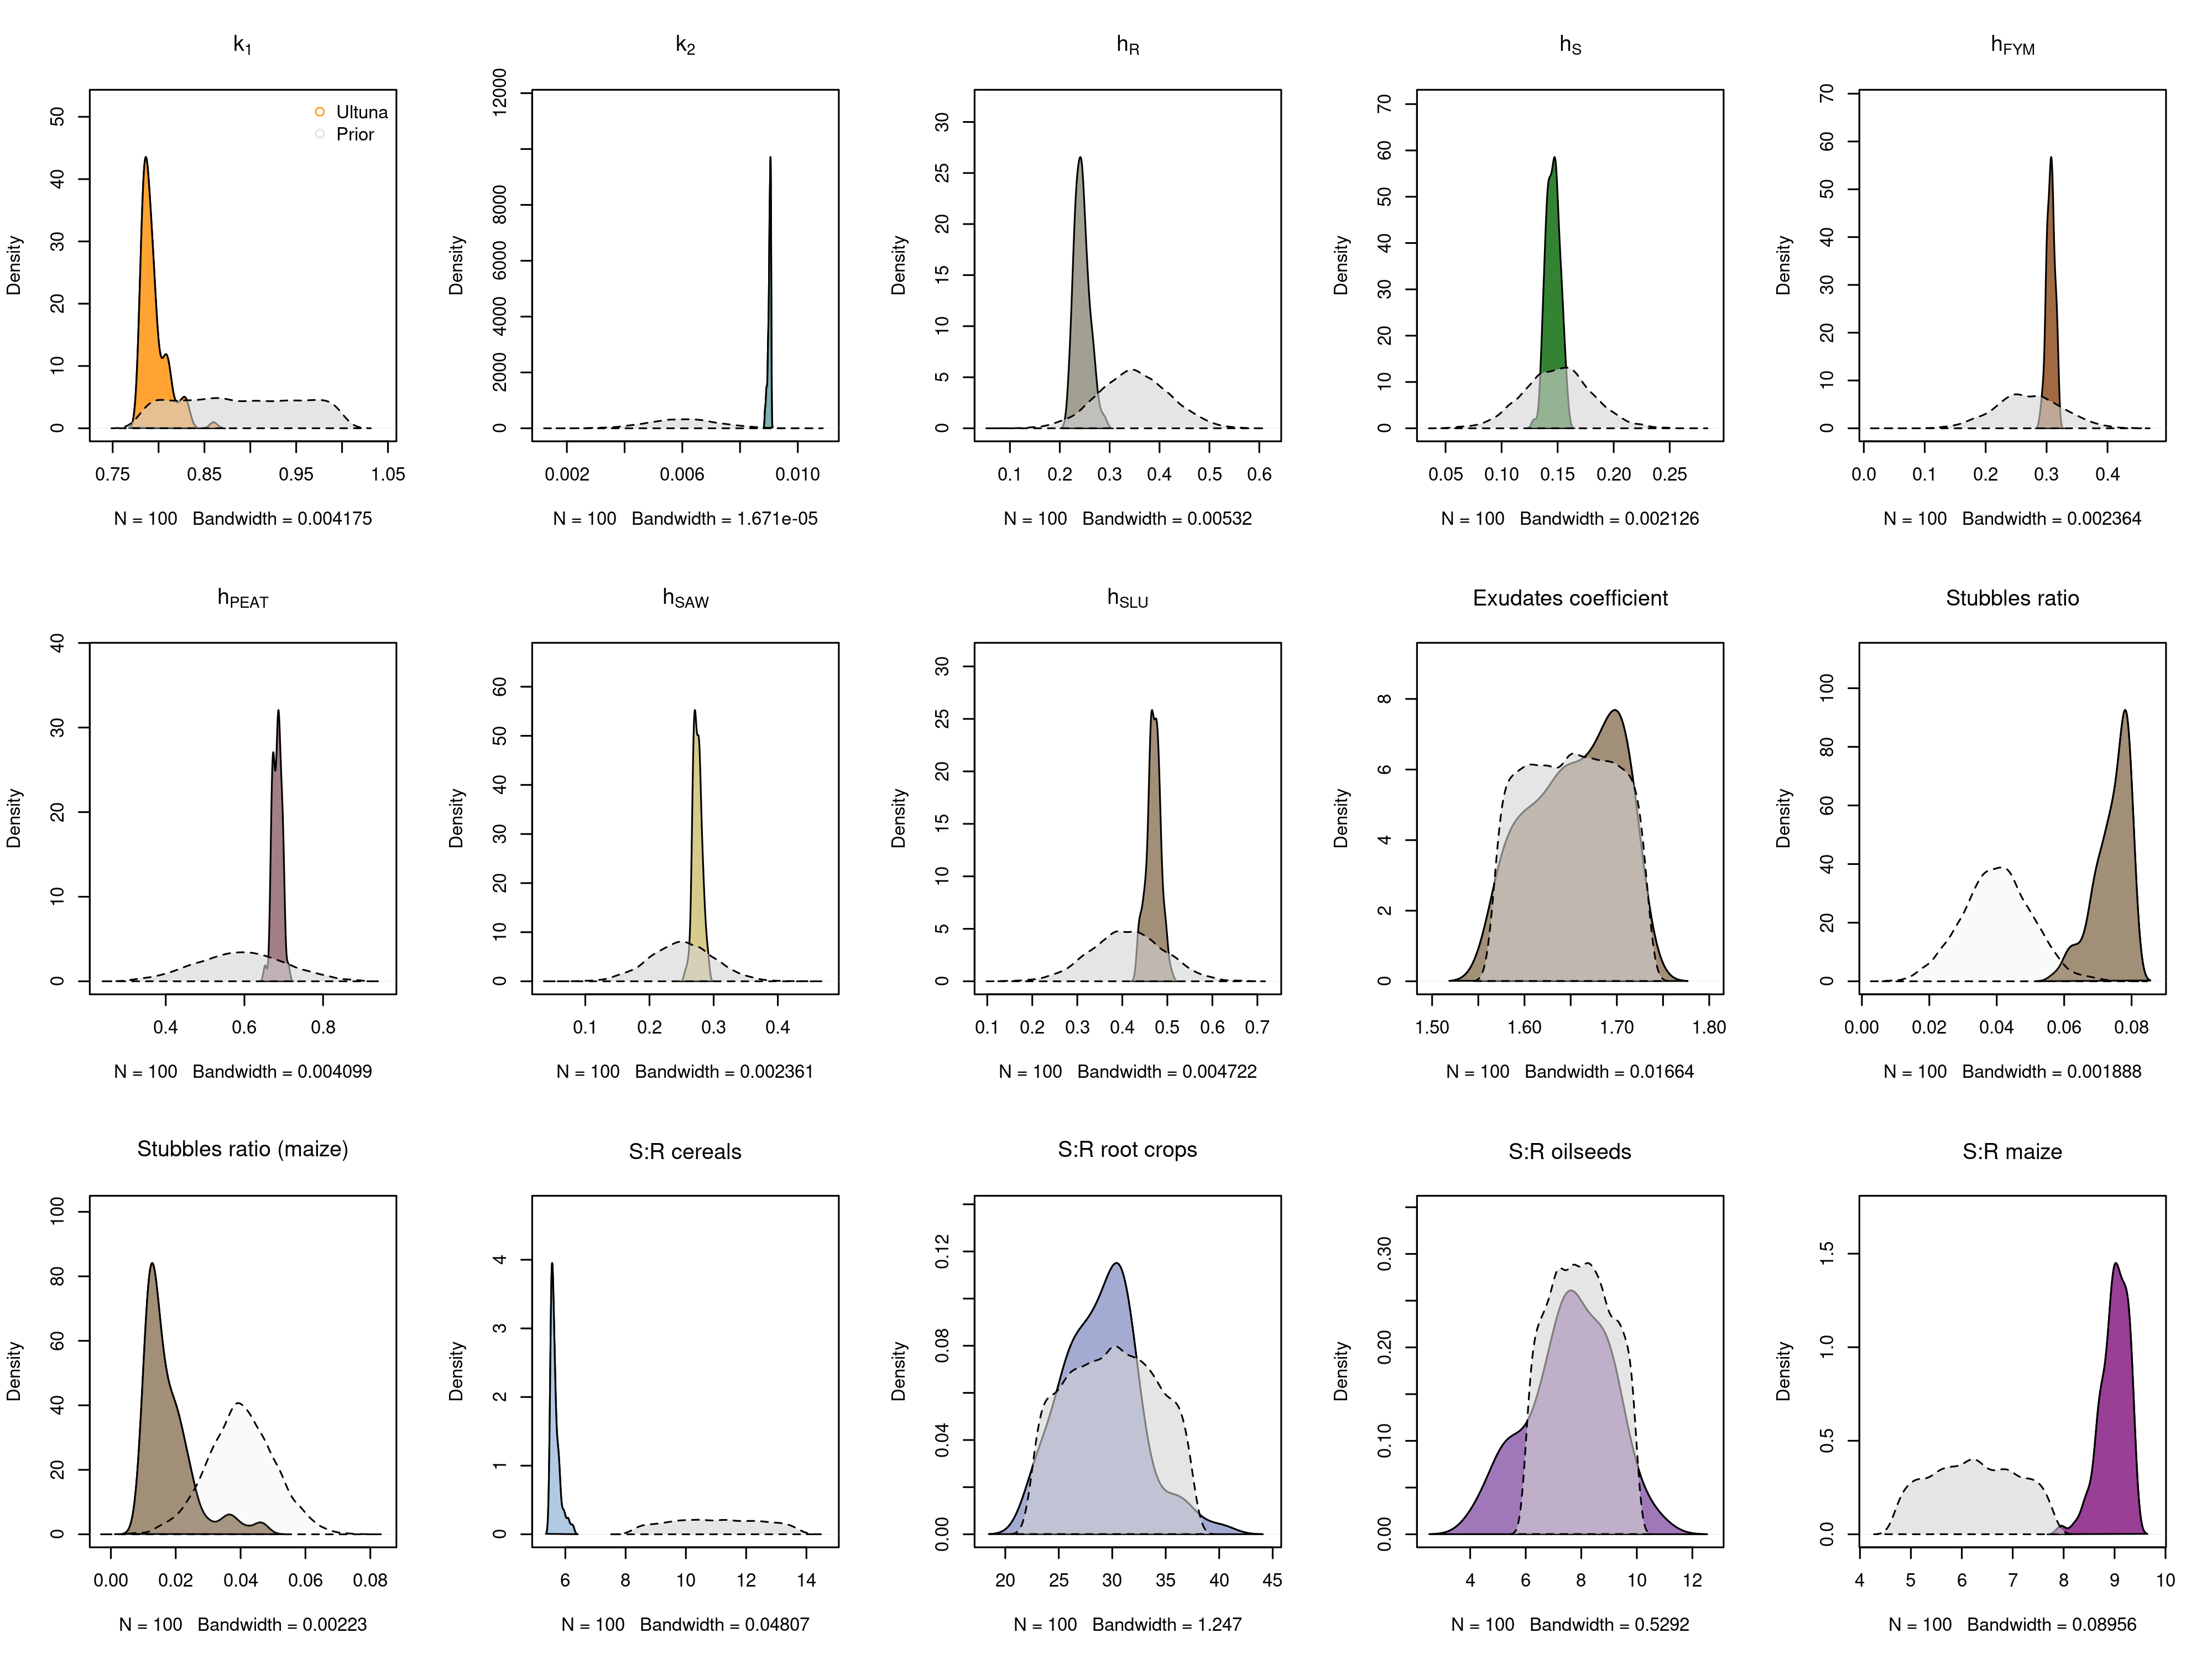 k1
k2
hR
hS
hFYM
Density
50
40
30
20
10
0
Ultuna
Prior
0.75 0.85 0.95 1.05
N = 100 Bandwidth = 0.004175
Density
12000
8000
6000
4000
2000
0
0.002 0.006 0.010
N = 100 Bandwidth = 1.671e-05
Density
30
25
20
15
10
5
0
0.1 0.2 0.3 0.4 0.5 0.6
N = 100 Bandwidth = 0.00532
Density
70
60
50
40
30
20
10
0
0.05 0.10 0.15 0.20 0.25
N = 100 Bandwidth = 0.002126
Density
70
60
50
40
30
20
10
0
0.0 0.1 0.2 0.3 0.4
N = 100 Bandwidth = 0.002364
hPEAT
hSAW
hSLU
Exudates coefficient
Stubbles ratio
Density
40
30
20
10
0
0.4 0.6 0.8
N = 100 Bandwidth = 0.004099
Density
60
50
40
30
20
10
0
0.1 0.2 0.3 0.4
N = 100 Bandwidth = 0.002361
Density
30
25
20
15
10
5
0
0.1 0.2 0.3 0.4 0.5 0.6 0.7
N = 100 Bandwidth = 0.004722
Density
8
6
4
2
0
1.50 1.60 1.70 1.80
N = 100 Bandwidth = 0.01664
Density
100
80
60
40
20
0
0.00 0.02 0.04 0.06 0.08
N = 100 Bandwidth = 0.001888
Stubbles ratio (maize)
S:R cereals
S:R root crops
S:R oilseeds
S:R maize
Density
100
80
60
40
20
0
0.00 0.02 0.04 0.06 0.08
N = 100 Bandwidth = 0.00223
Density
4
3
2
1
0
6 8 10 12 14
N = 100 Bandwidth = 0.04807
Density
0.12
0.08
0.04
0.00
20 25 30 35 40 45
N = 100 Bandwidth = 1.247
Density
0.30
0.20
0.10
0.00
4 6 8 10 12
N = 100 Bandwidth = 0.5292
Density
1.5
1.0
0.5
0.0
4 5 6 7 8 9 10
N = 100 Bandwidth = 0.08956